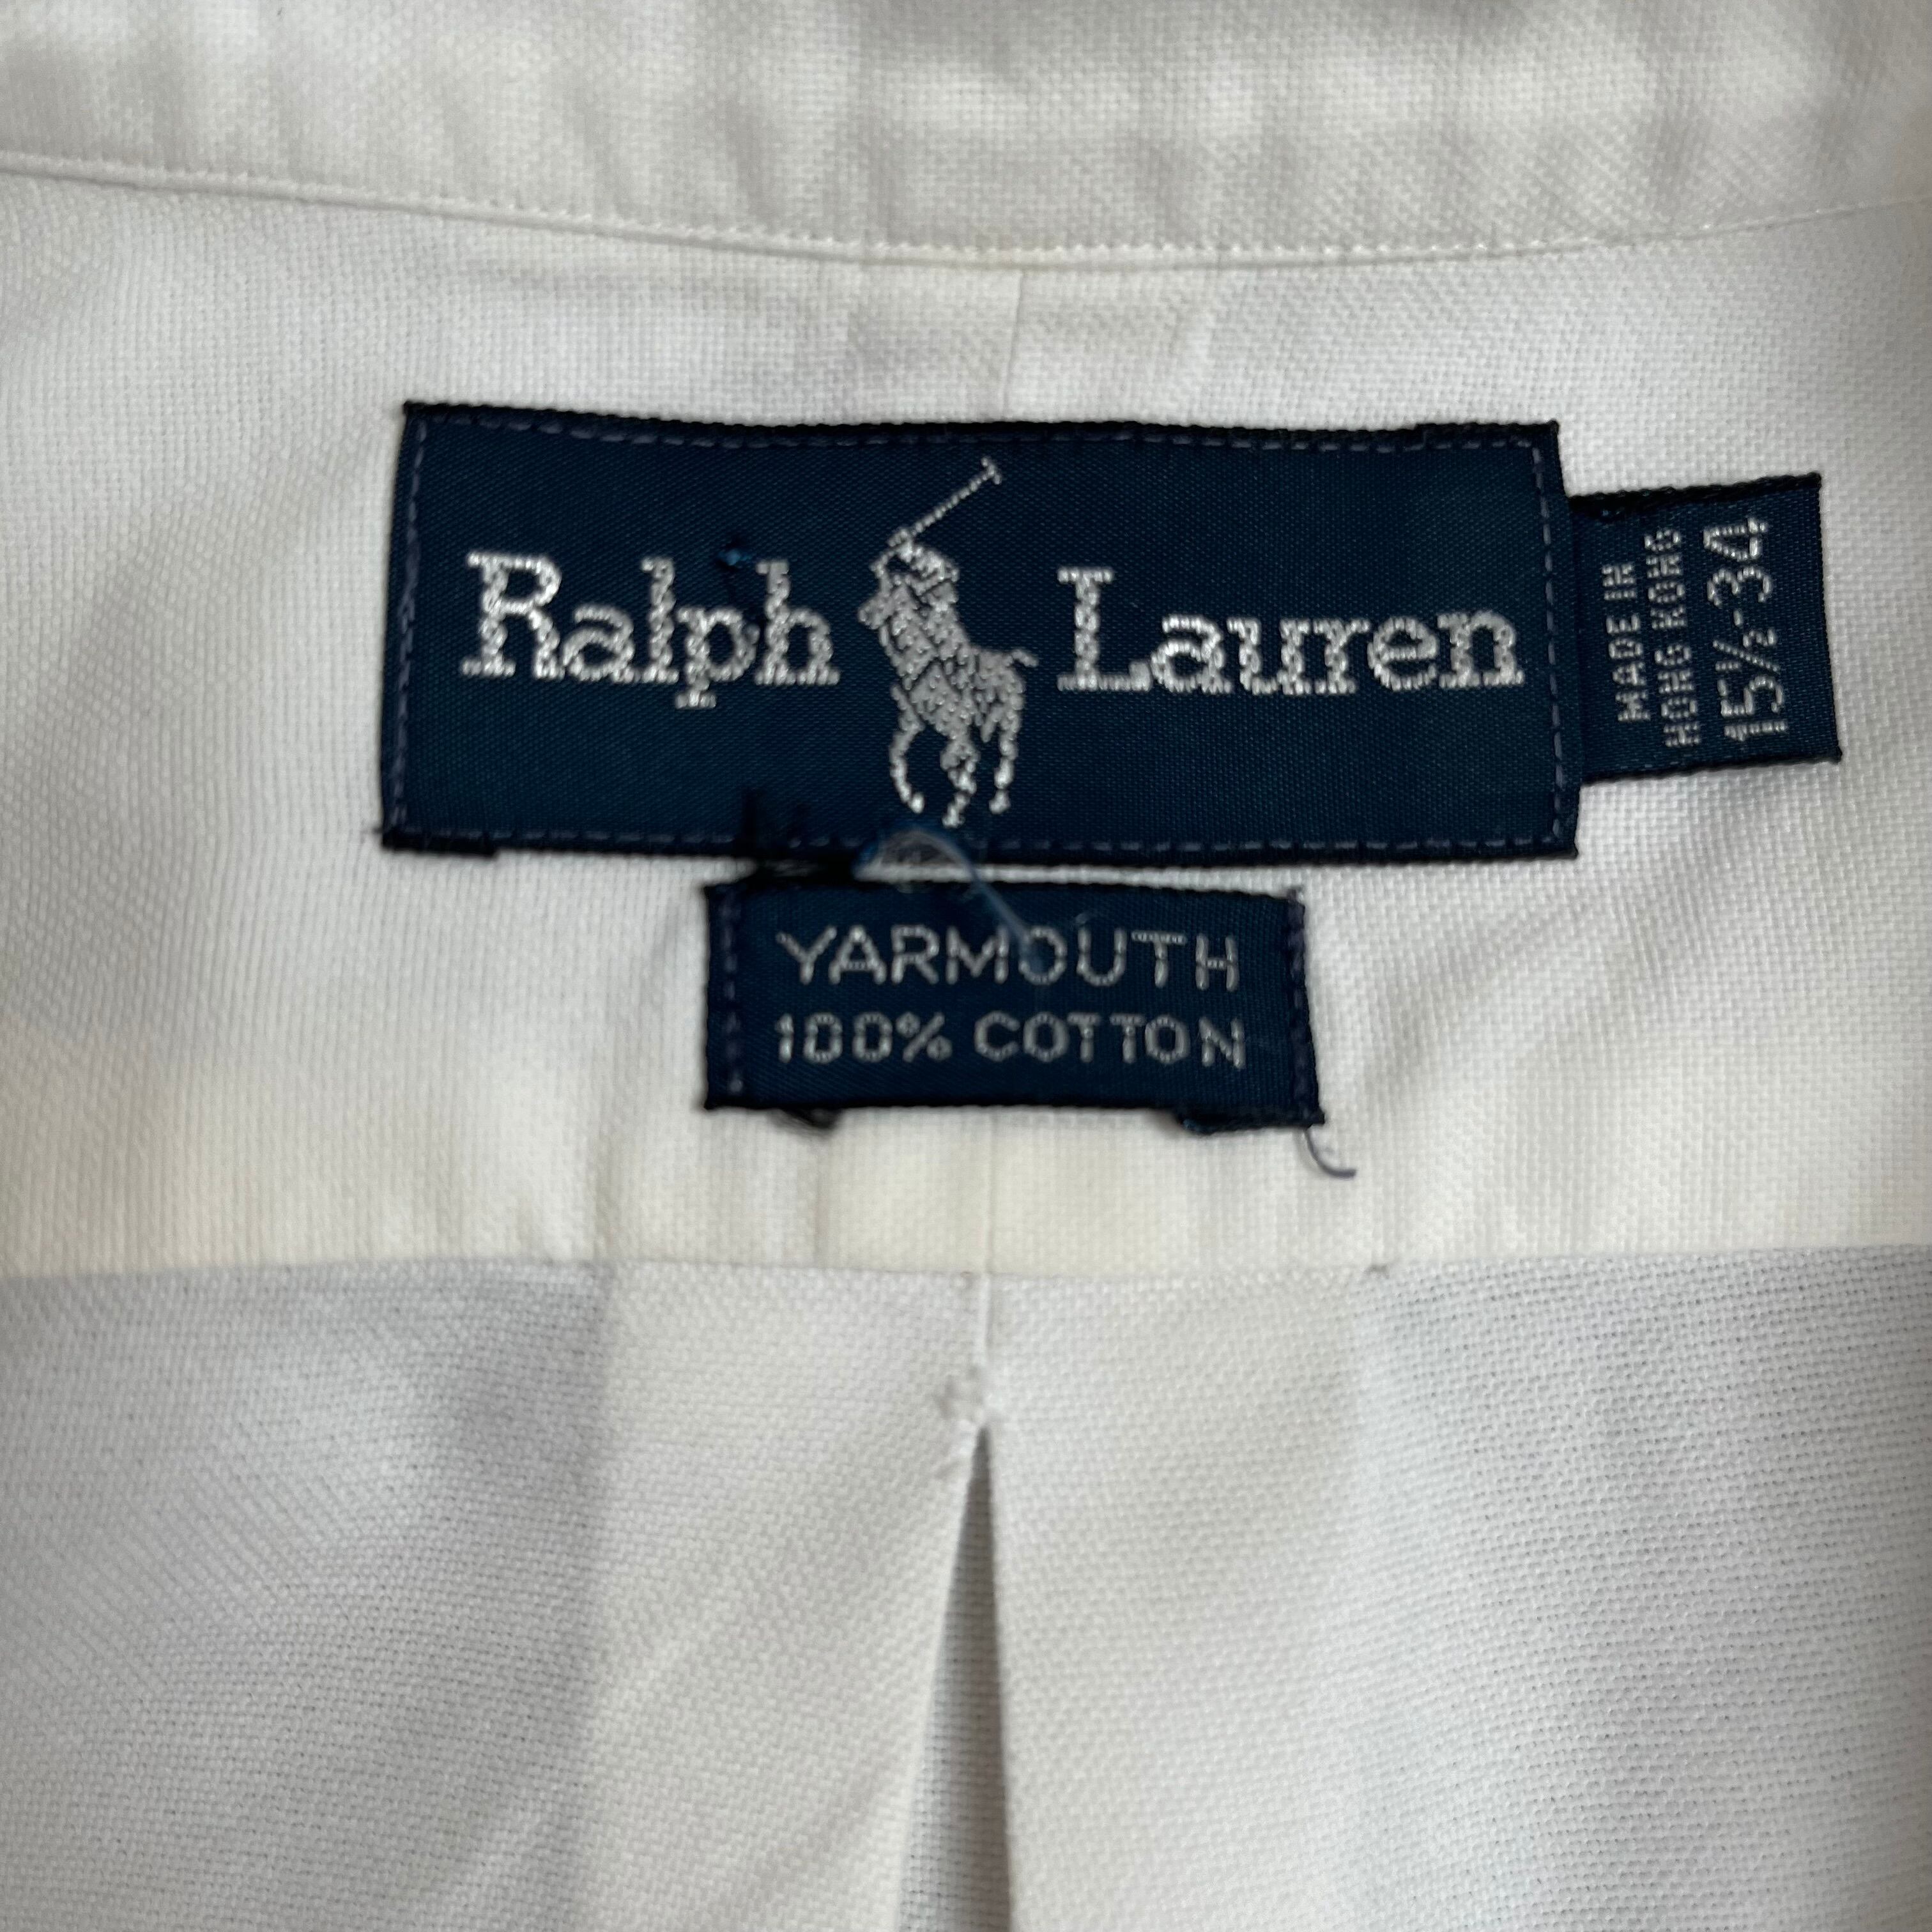 Ralph Lauren
MADE IN
HONG KONG
15½-34
YARMOUTH
100% COTTON